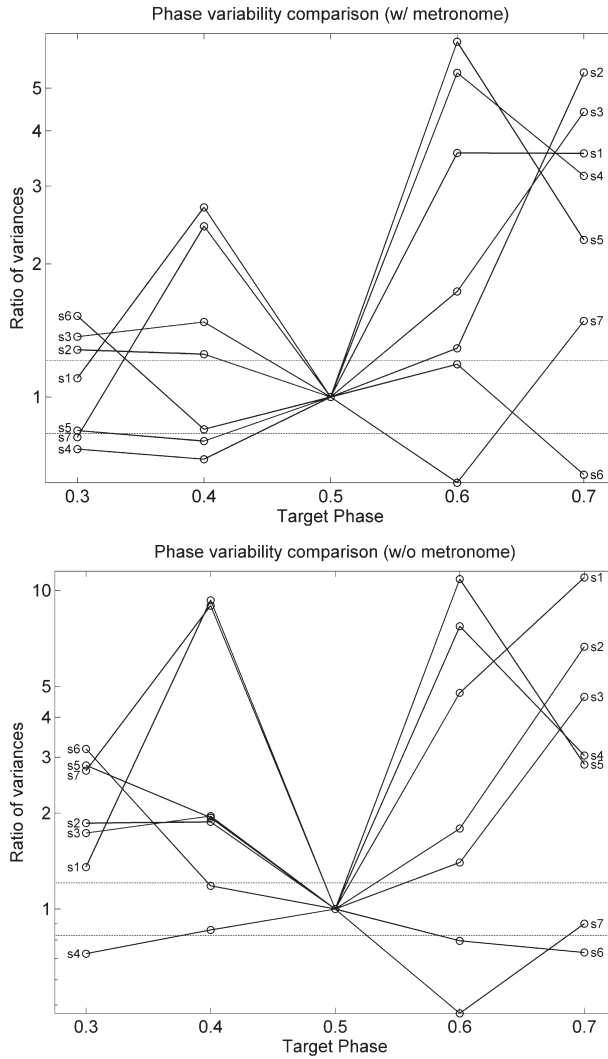 Phase variability comparison (w/ metronome)
5
4
3
2
1
Ratio of variances
s6
s3
s2
s1
s5
s7
s4
s2
s3
s1
s4
s5
s7
s6
0.3 0.4 0.5 0.6 0.7
Target Phase
Phase variability comparison (w/o metronome)
10
5
4
3
2
1
Ratio of variances
s6
s5
s7
s2
s3
s1
s4
s1
s2
s3
s4
s5
s7
s6
0.3 0.4 0.5 0.6 0.7
Target Phase